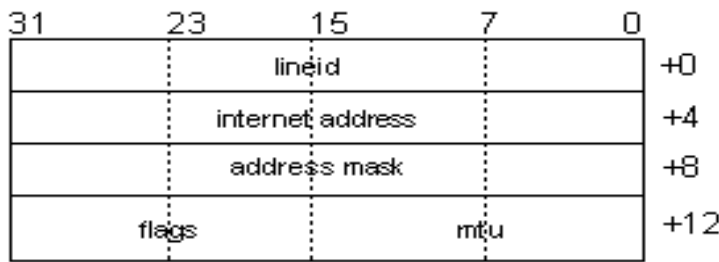 31 23 15 7 0
lineid +0
internet address +4
address mask +8
flags mtu +12